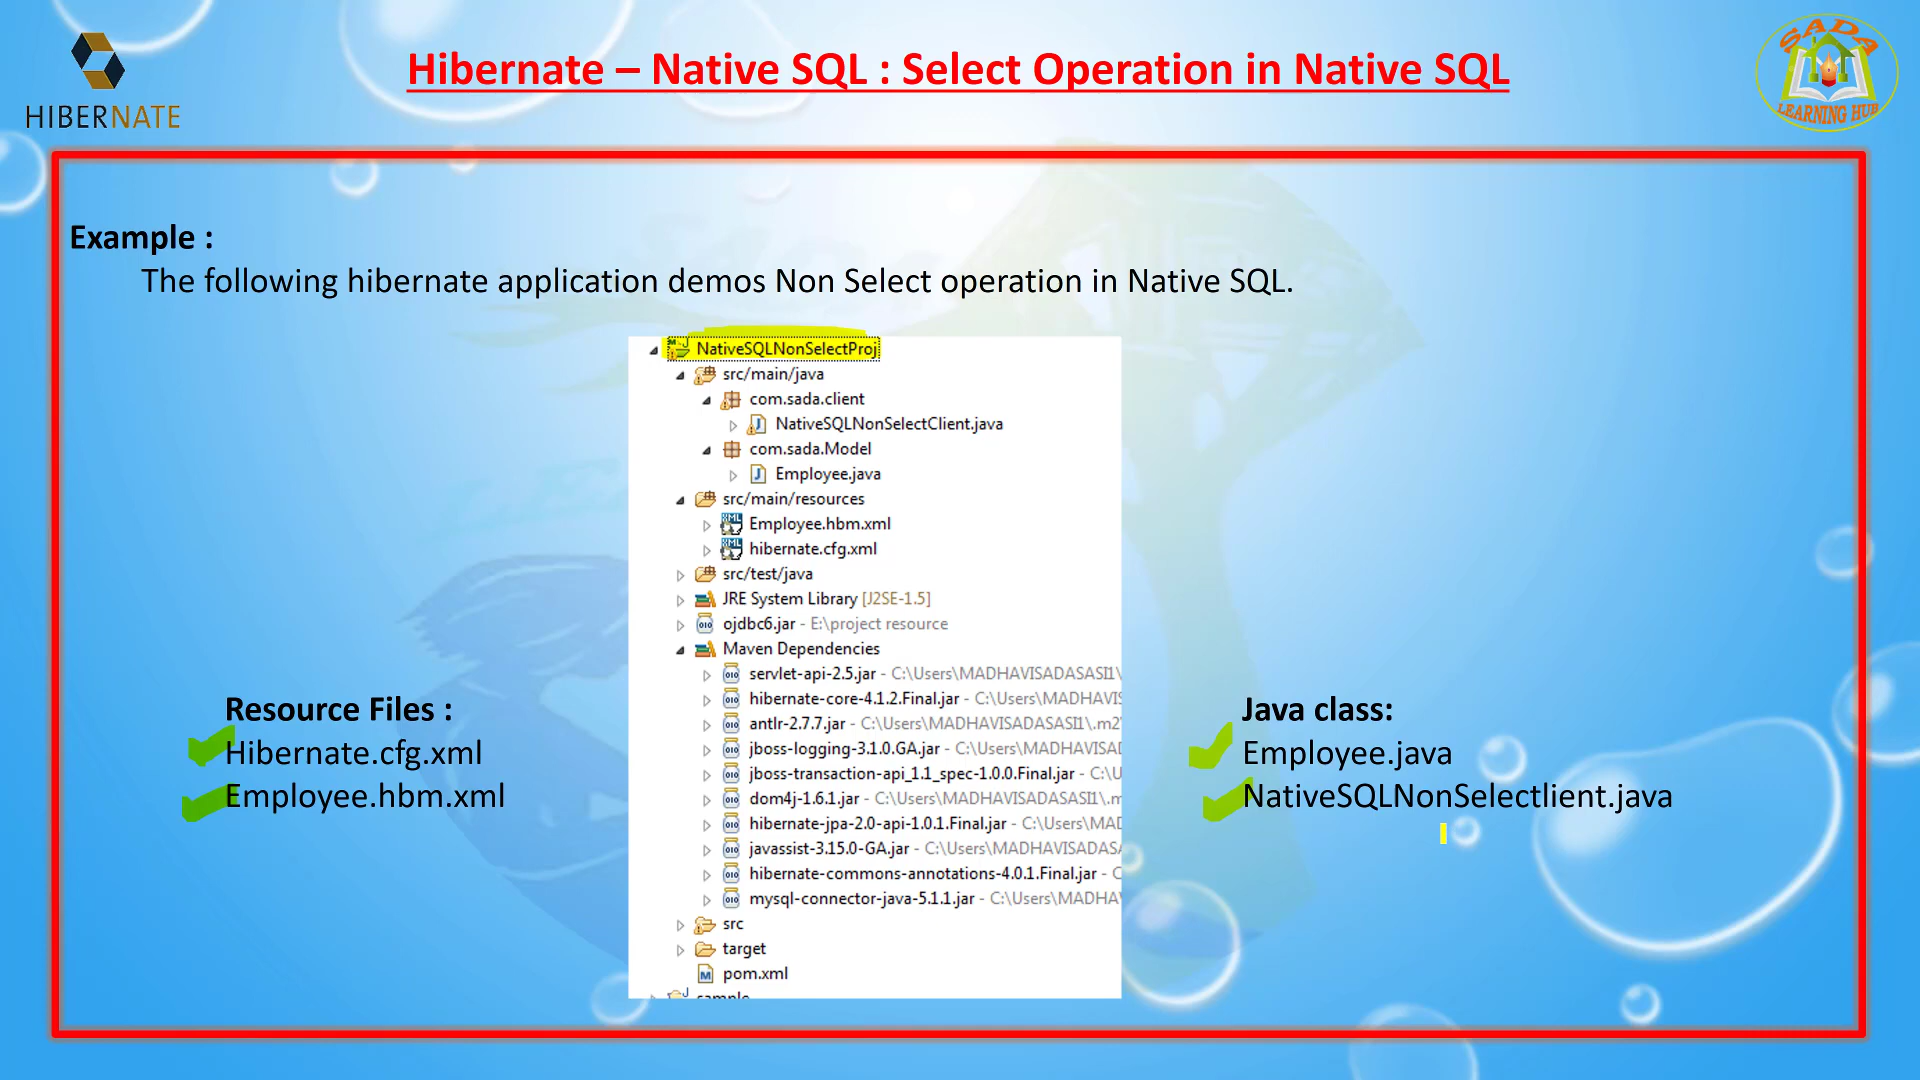 HIBERNATE
Hibernate – Native SQL : Select Operation in Native SQL
SADA
LEARNING HUB
Example :
The following hibernate application demos Non Select operation in Native SQL.
NativeSQLNonSelectProj
src/main/java
com.sada.client
NativeSQLNonSelectClient.java
com.sada.Model
Employee.java
src/main/resources
Employee.hbm.xml
hibernate.cfg.xml
src/test/java
JRE System Library [J2SE-1.5]
ojdbc6.jar - E:\project resource
Maven Dependencies
servlet-api-2.5.jar - C:\Users\MADHAVISADASASI1\
hibernate-core-4.1.2.Final.jar - C:\Users\MADHAVIS
antlr-2.7.7.jar - C:\Users\MADHAVISADASASI1\.m2\
jboss-logging-3.1.0.GA.jar - C:\Users\MADHAVISAD
jboss-transaction-api_1.1_spec-1.0.0.Final.jar - C:\U
dom4j-1.6.1.jar - C:\Users\MADHAVISADASASI1\.m
hibernate-jpa-2.0-api-1.0.1.Final.jar - C:\Users\MAD
javassist-3.15.0-GA.jar - C:\Users\MADHAVISADASA
hibernate-commons-annotations-4.0.1.Final.jar - C
mysql-connector-java-5.1.1.jar - C:\Users\MADHAV
src
target
pom.xml
sample
Resource Files :
Hibernate.cfg.xml
Employee.hbm.xml
Java class:
Employee.java
NativeSQLNonSelectlient.java